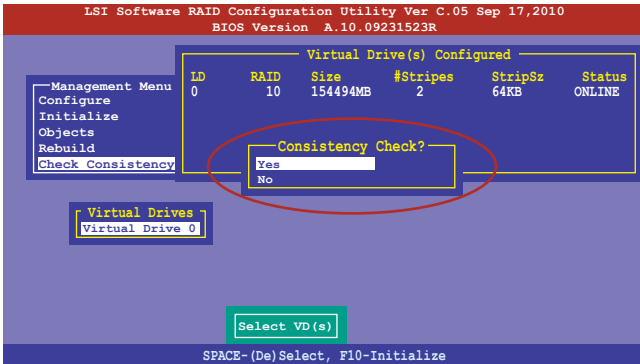 LSI Software RAID Configuration Utility Ver C.05 Sep 17,2010
BIOS Version A.10.09231523R
Virtual Drive(s) Configured
LD RAID Size #Stripes StripSz Status
0 10 154494MB 2 64KB ONLINE
Management Menu
Configure
Initialize
Objects
Rebuild
Check Consistency
Consistency Check?
Yes
No
Virtual Drives
Virtual Drive 0
Select VD(s)
SPACE-(De)Select, F10-Initialize